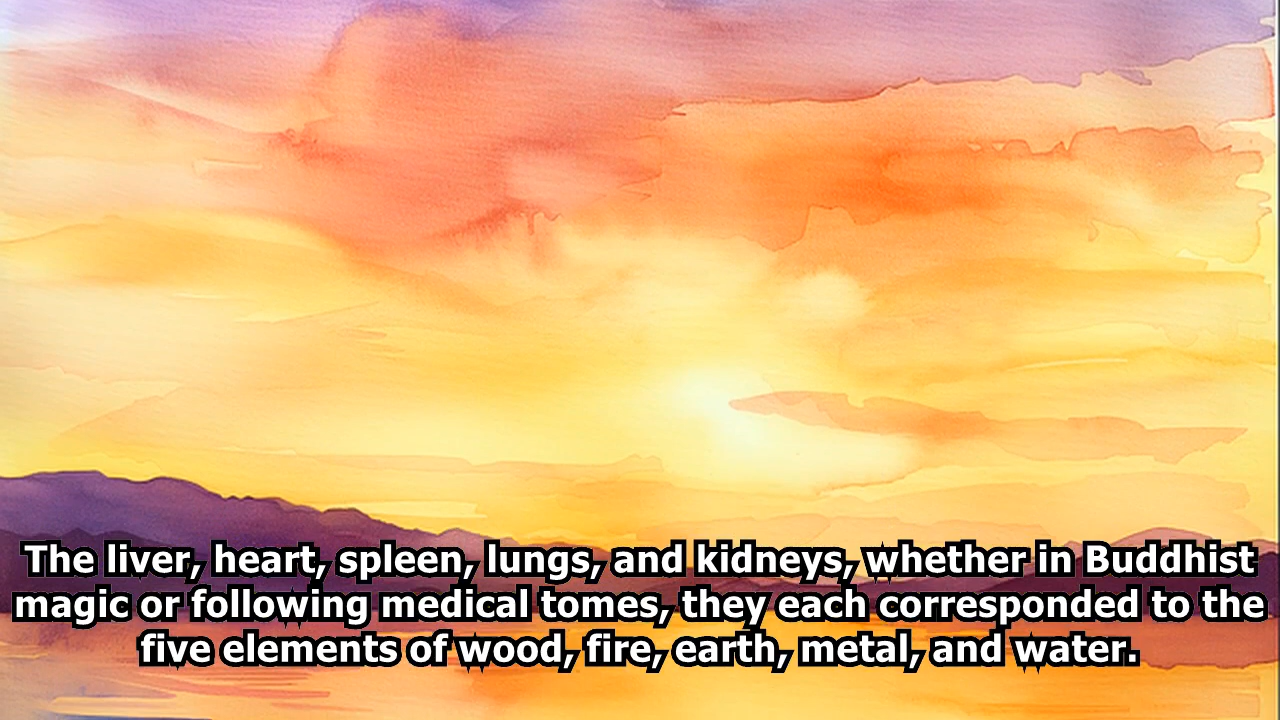 The liver, heart, spleen, lungs, and kidneys, whether in Buddhist
magic or following medical tomes, they each corresponded to the
five elements of wood, fire, earth, metal, and water.